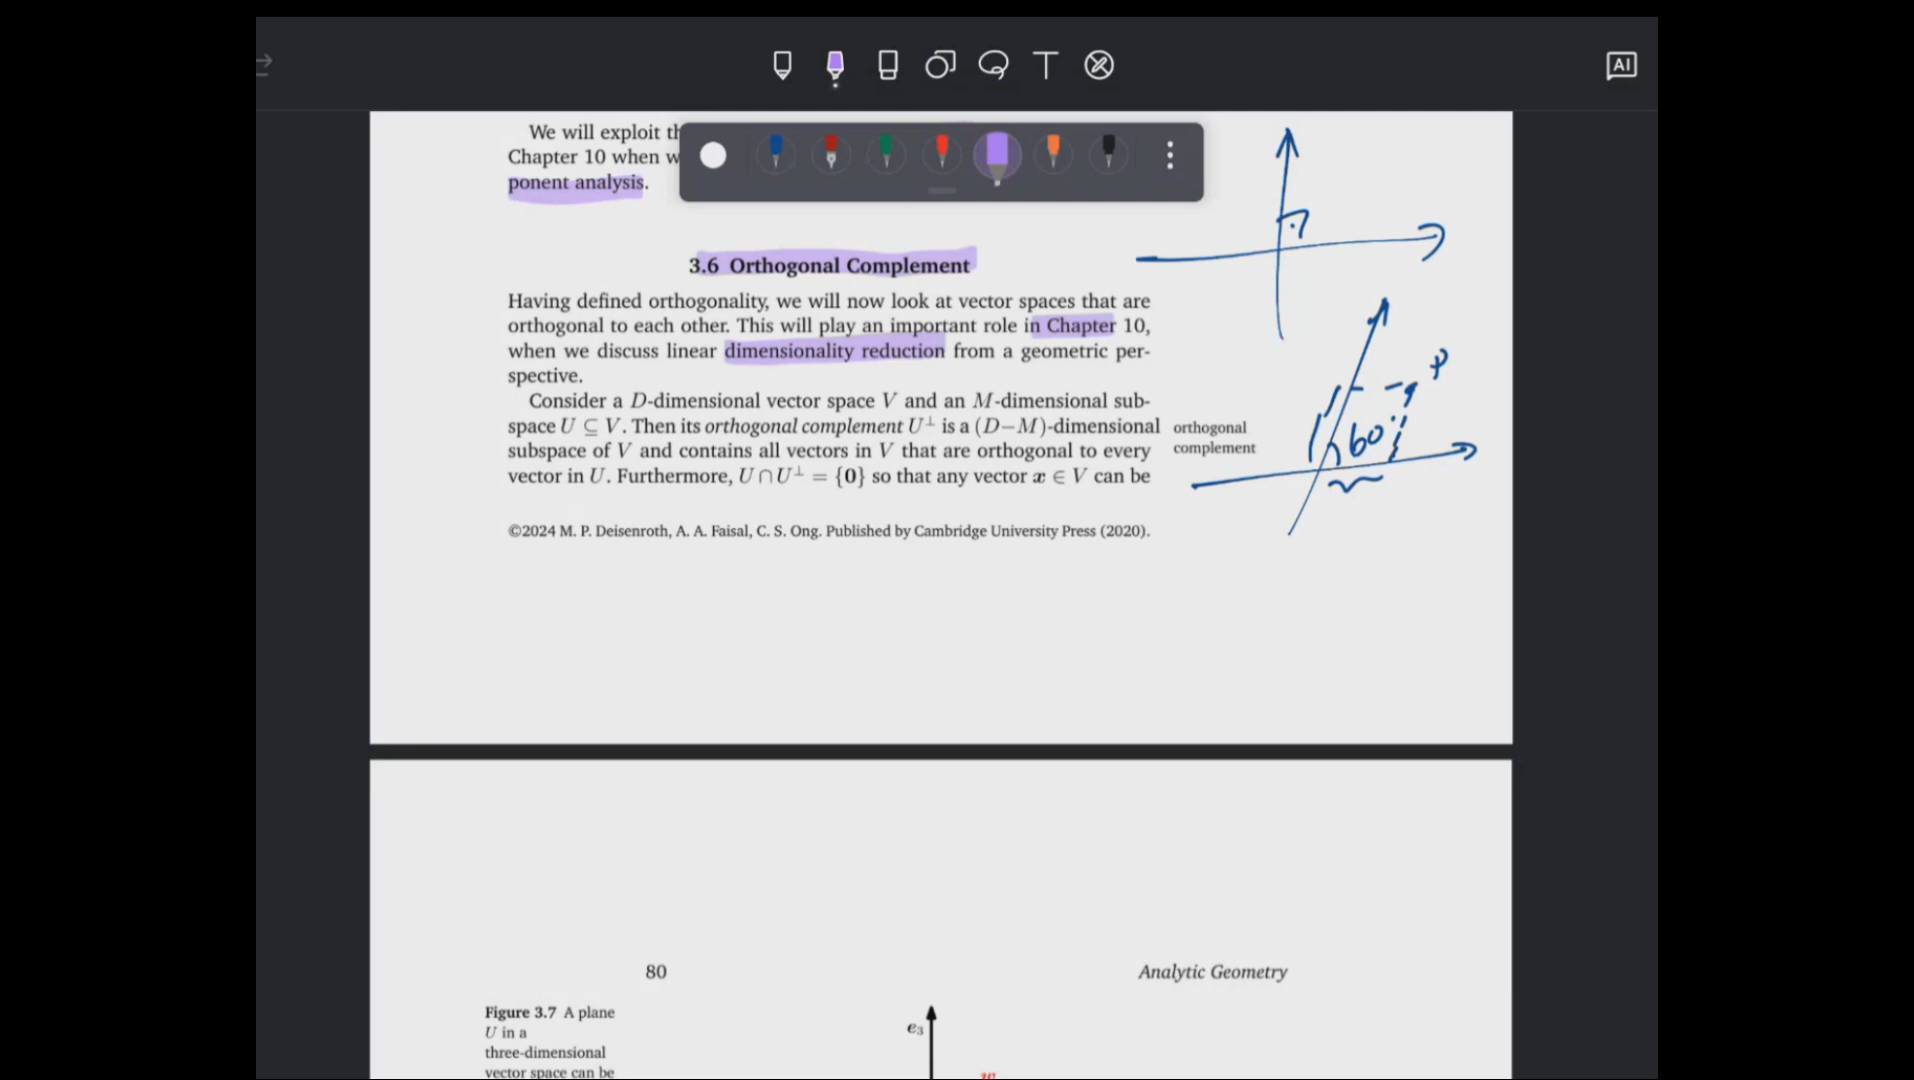 AI
We will exploit th
Chapter 10 when w
ponent analysis.
3.6 Orthogonal Complement
Having defined orthogonality, we will now look at vector spaces that are
orthogonal to each other. This will play an important role in Chapter 10,
when we discuss linear dimensionality reduction from a geometric per-
spective.
Consider a D-dimensional vector space V and an M-dimensional sub-
space U ⊆ V. Then its orthogonal complement U⊥ is a (D−M)-dimensional
subspace of V and contains all vectors in V that are orthogonal to every
vector in U. Furthermore, U ∩ U⊥ = {0} so that any vector x ∈ V can be
orthogonal
complement
P
60°
©2024 M. P. Deisenroth, A. A. Faisal, C. S. Ong. Published by Cambridge University Press (2020).
80
Analytic Geometry
Figure 3.7 A plane
U in a
three-dimensional
vector space can be
e3
w